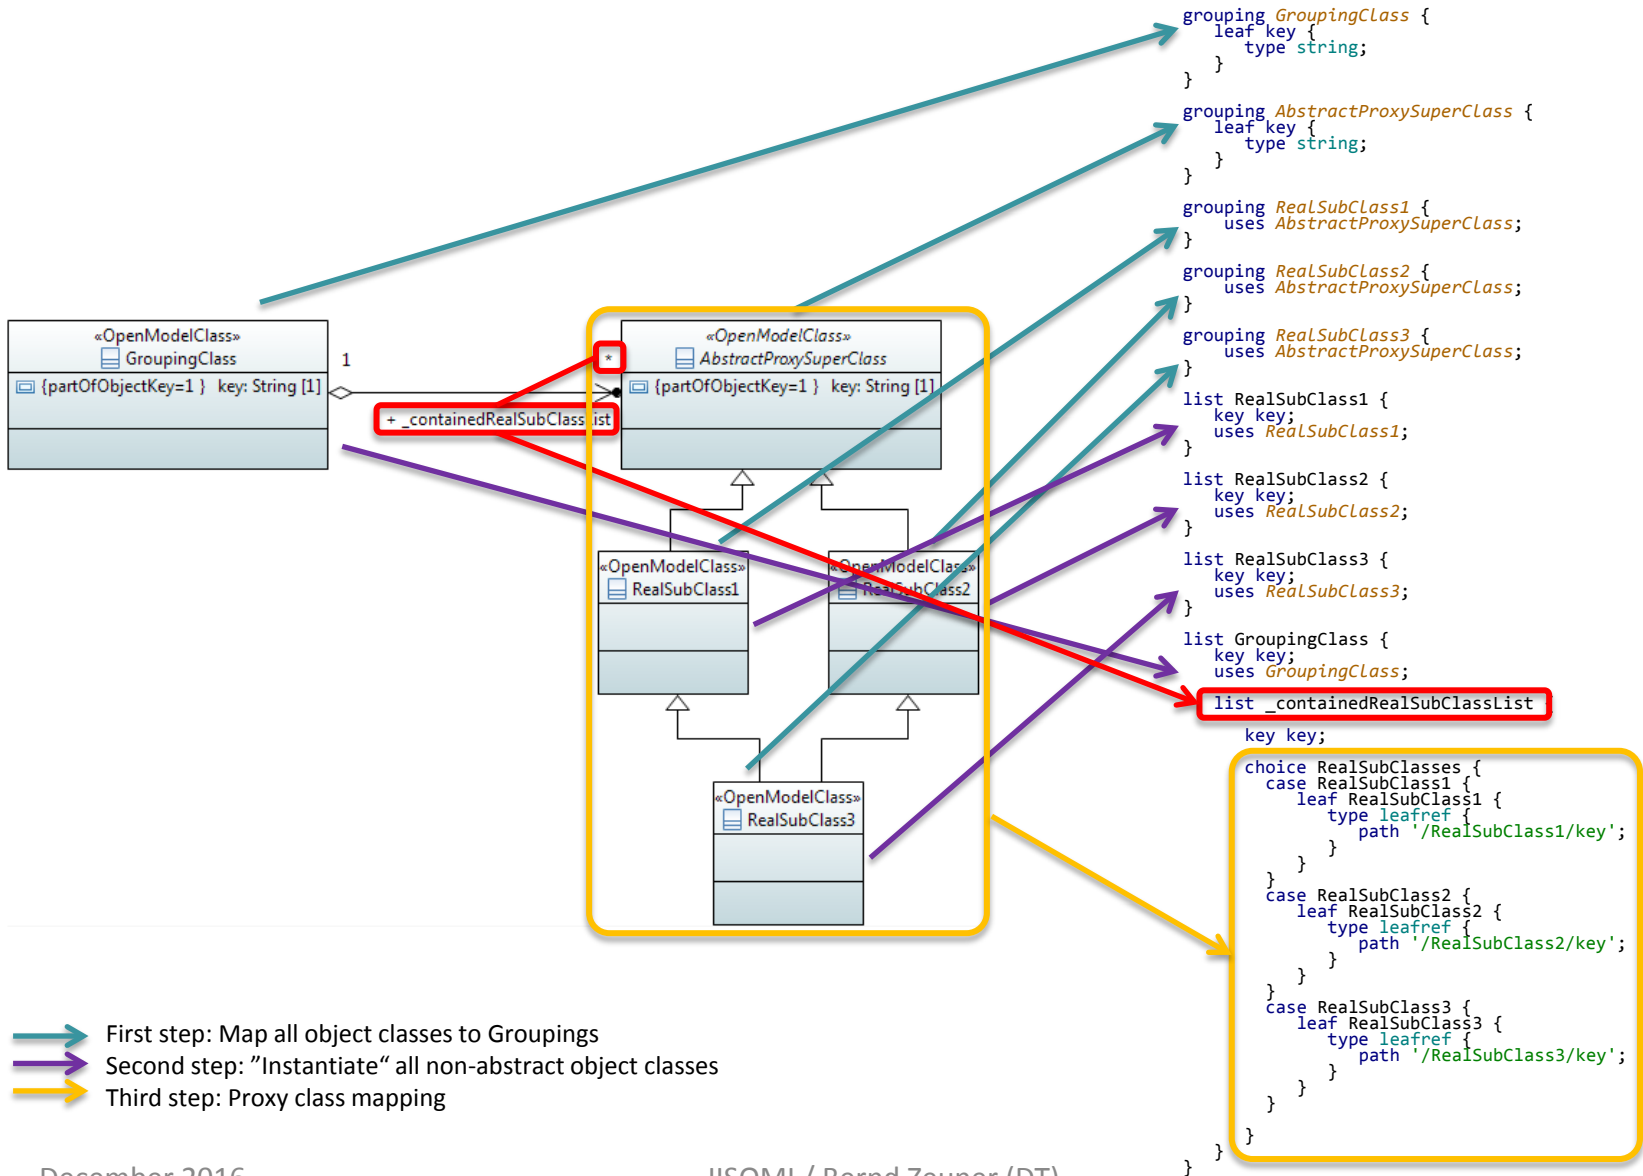 grouping GroupingClass {
leaf key {
type string;
}
}
grouping AbstractProxySuperClass {
leaf key {
type string;
}
}
grouping RealSubClass1 {
uses AbstractProxySuperClass;
}
grouping RealSubClass2 {
uses AbstractProxySuperClass;
}
grouping RealSubClass3 {
uses AbstractProxySuperClass;
}
list RealSubClass1 {
key key;
uses RealSubClass1;
}
list RealSubClass2 {
key key;
uses RealSubClass2;
}
list RealSubClass3 {
key key;
uses RealSubClass3;
}
list GroupingClass {
key key;
uses GroupingClass;
list _containedRealSubClassList {
key key;
choice RealSubClasses {
case RealSubClass1 {
leaf RealSubClass1 {
type leafref {
path '/RealSubClass1/key';
}
}
}
case RealSubClass2 {
leaf RealSubClass2 {
type leafref {
path '/RealSubClass2/key';
}
}
}
case RealSubClass3 {
leaf RealSubClass3 {
type leafref {
path '/RealSubClass3/key';
}
}
}
}
}
}
«OpenModelClass»
GroupingClass
{partOfObjectKey=1 } key: String [1]
1
*
+ _containedRealSubClassList
«OpenModelClass»
AbstractProxySuperClass
{partOfObjectKey=1 } key: String [1]
«OpenModelClass»
RealSubClass1
«OpenModelClass»
RealSubClass2
«OpenModelClass»
RealSubClass3
First step: Map all object classes to Groupings
Second step: ”Instantiate“ all non-abstract object classes
Third step: Proxy class mapping
December 2016
IISOMI / Bernd Zeuner (DT)